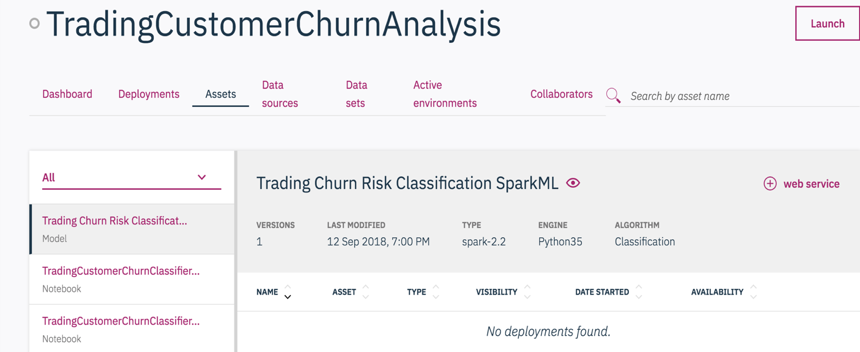 TradingCustomerChurnAnalysis
Launch
Dashboard
Deployments
Assets
Data
sources
Data
sets
Active
environments
Collaborators
Search by asset name
All
Trading Churn Risk Classificat...
Model
TradingCustomerChurnClassifier...
Notebook
TradingCustomerChurnClassifier...
Notebook
Trading Churn Risk Classification SparkML
web service
VERSIONS LAST MODIFIED TYPE ENGINE ALGORITHM
1 12 Sep 2018, 7:00 PM spark-2.2 Python35 Classification
NAME ASSET TYPE VISIBILITY DATE STARTED AVAILABILITY
No deployments found.